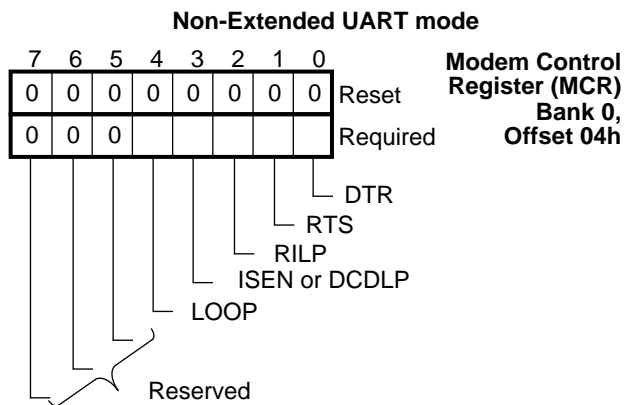 Non-Extended UART mode
7 6 5 4 3 2 1 0
Modem Control
Register (MCR)
Bank 0,
Offset 04h
0 0 0 0 0 0 0 0 Reset
0 0 0 Required
DTR
RTS
RILP
ISEN or DCDLP
LOOP
Reserved